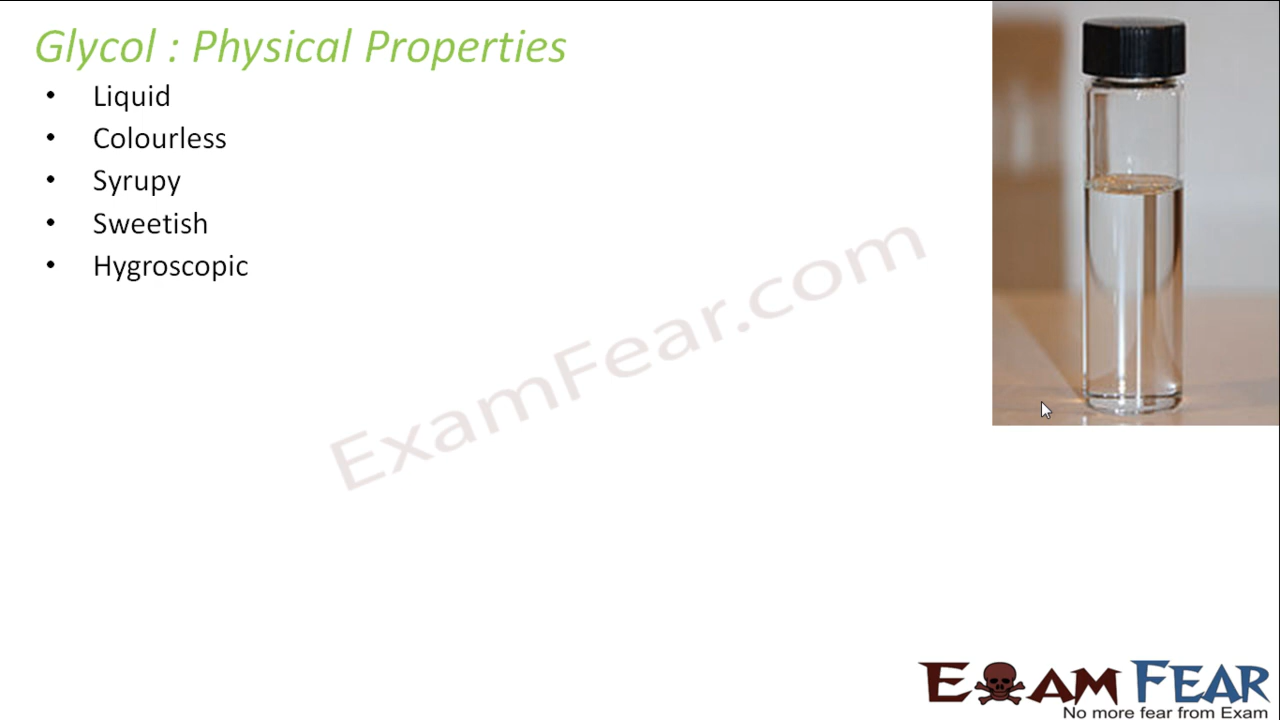 Glycol : Physical Properties
• Liquid
• Colourless
• Syrupy
• Sweetish
• Hygroscopic
ExamFear.com
EXAM FEAR
No more fear from Exam